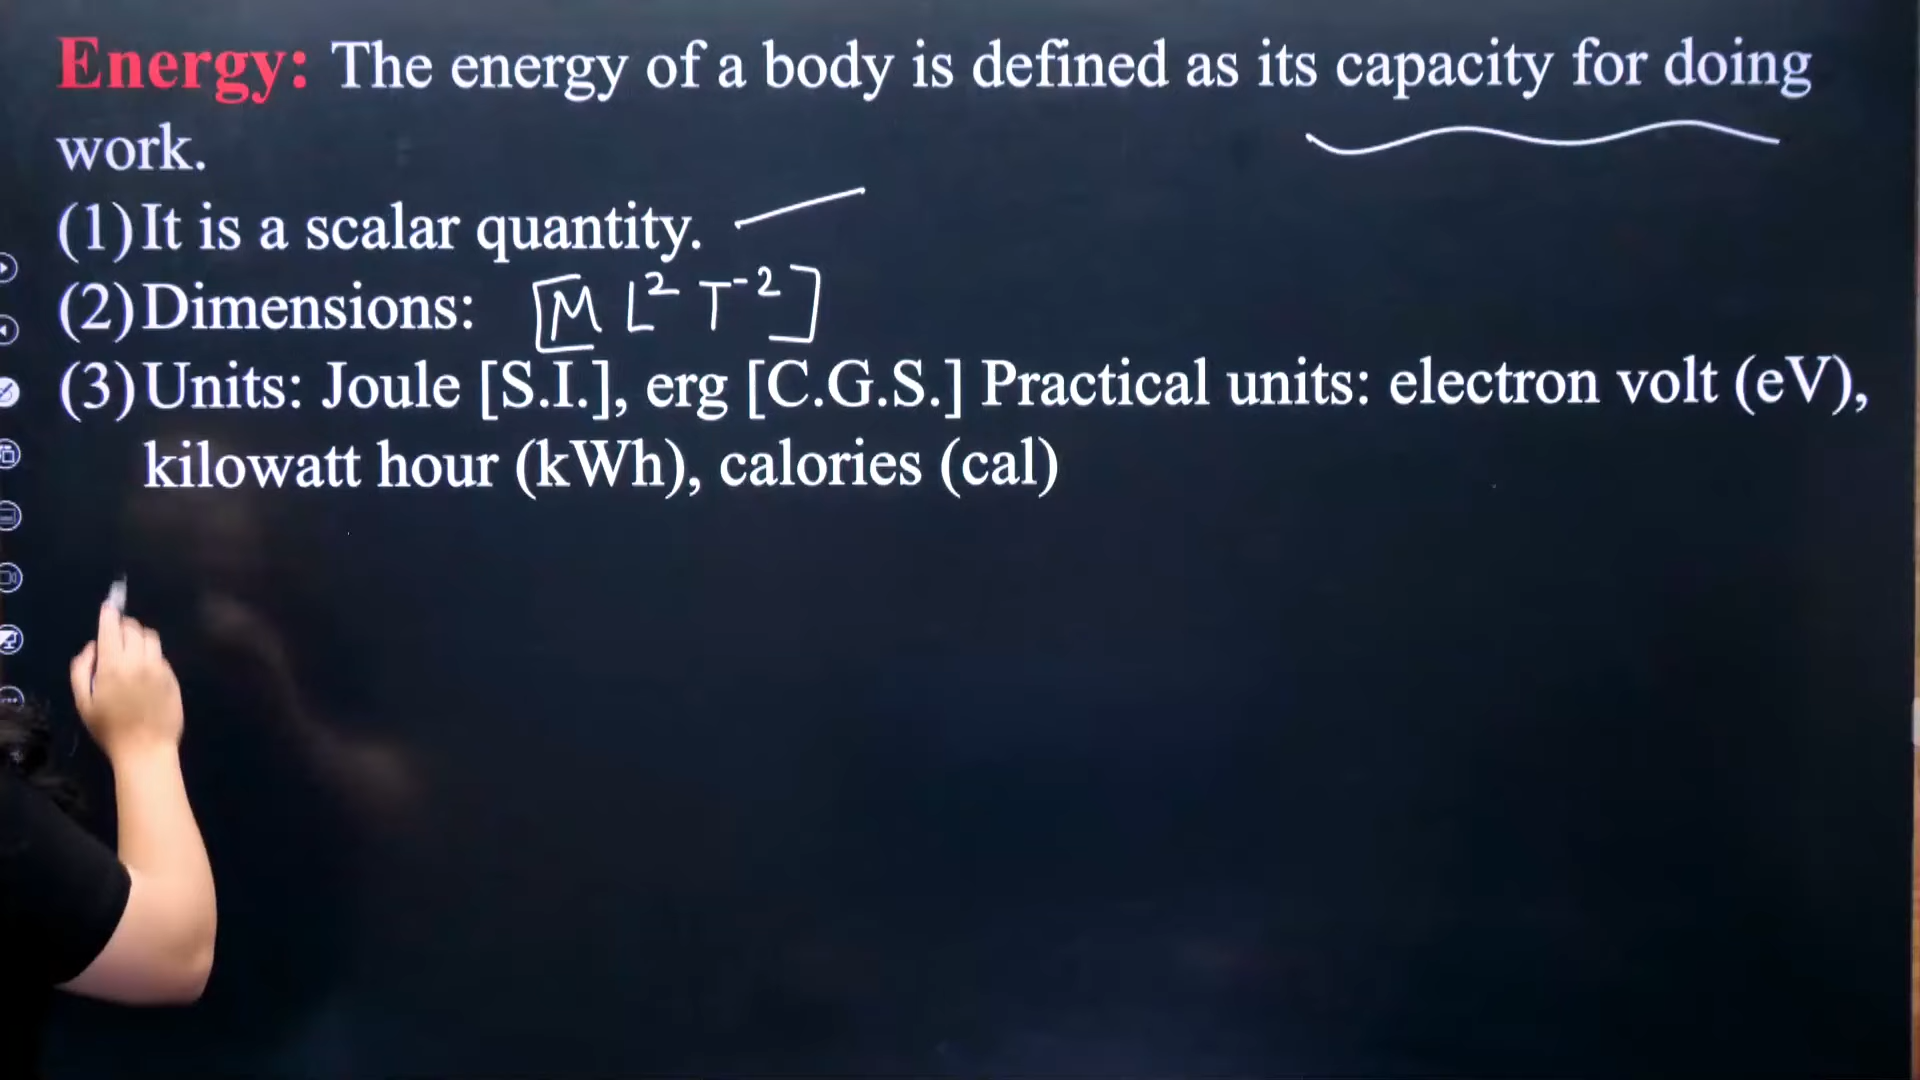 Energy: The energy of a body is defined as its capacity for doing
work.
(1) It is a scalar quantity.
(2) Dimensions: [M L² T⁻²]
(3) Units: Joule [S.I.], erg [C.G.S.] Practical units: electron volt (eV),
kilowatt hour (kWh), calories (cal)